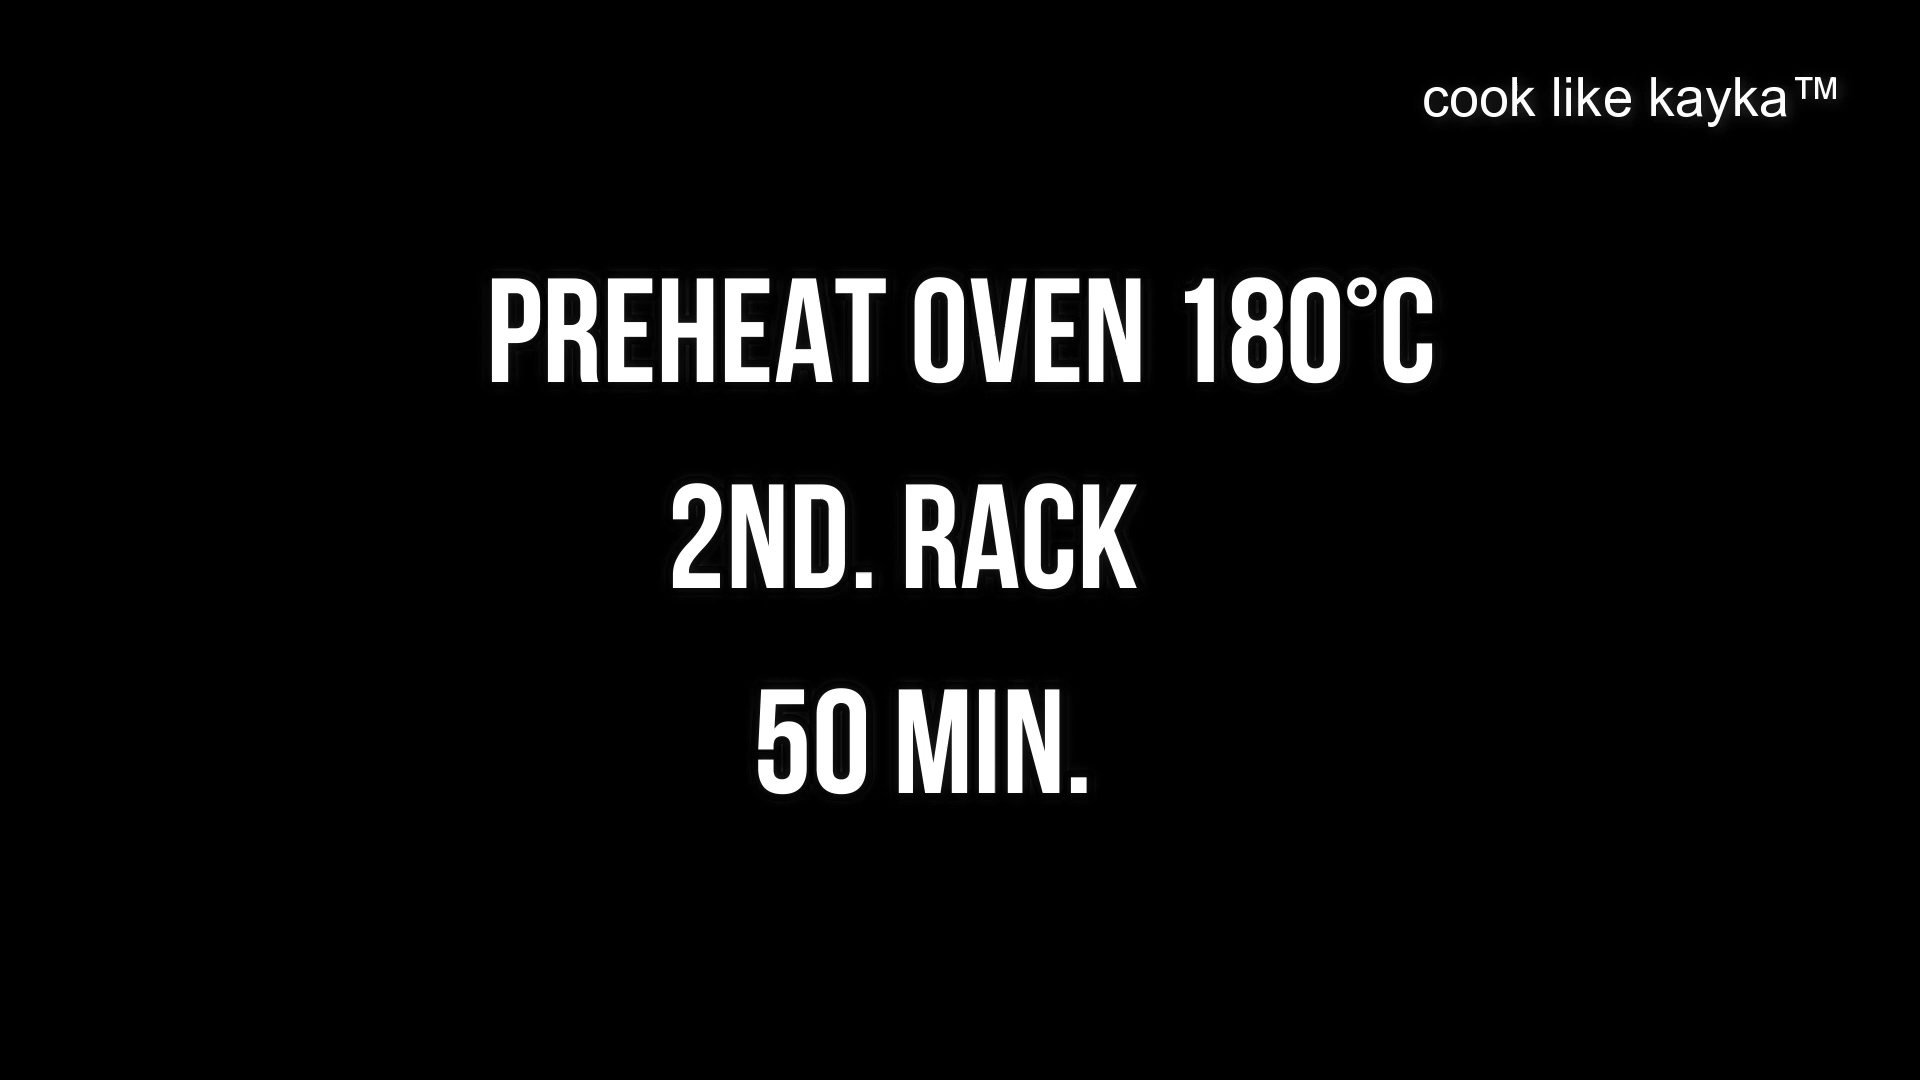 cook like kayka™
PREHEAT OVEN 180°C
2ND. RACK
50 MIN.